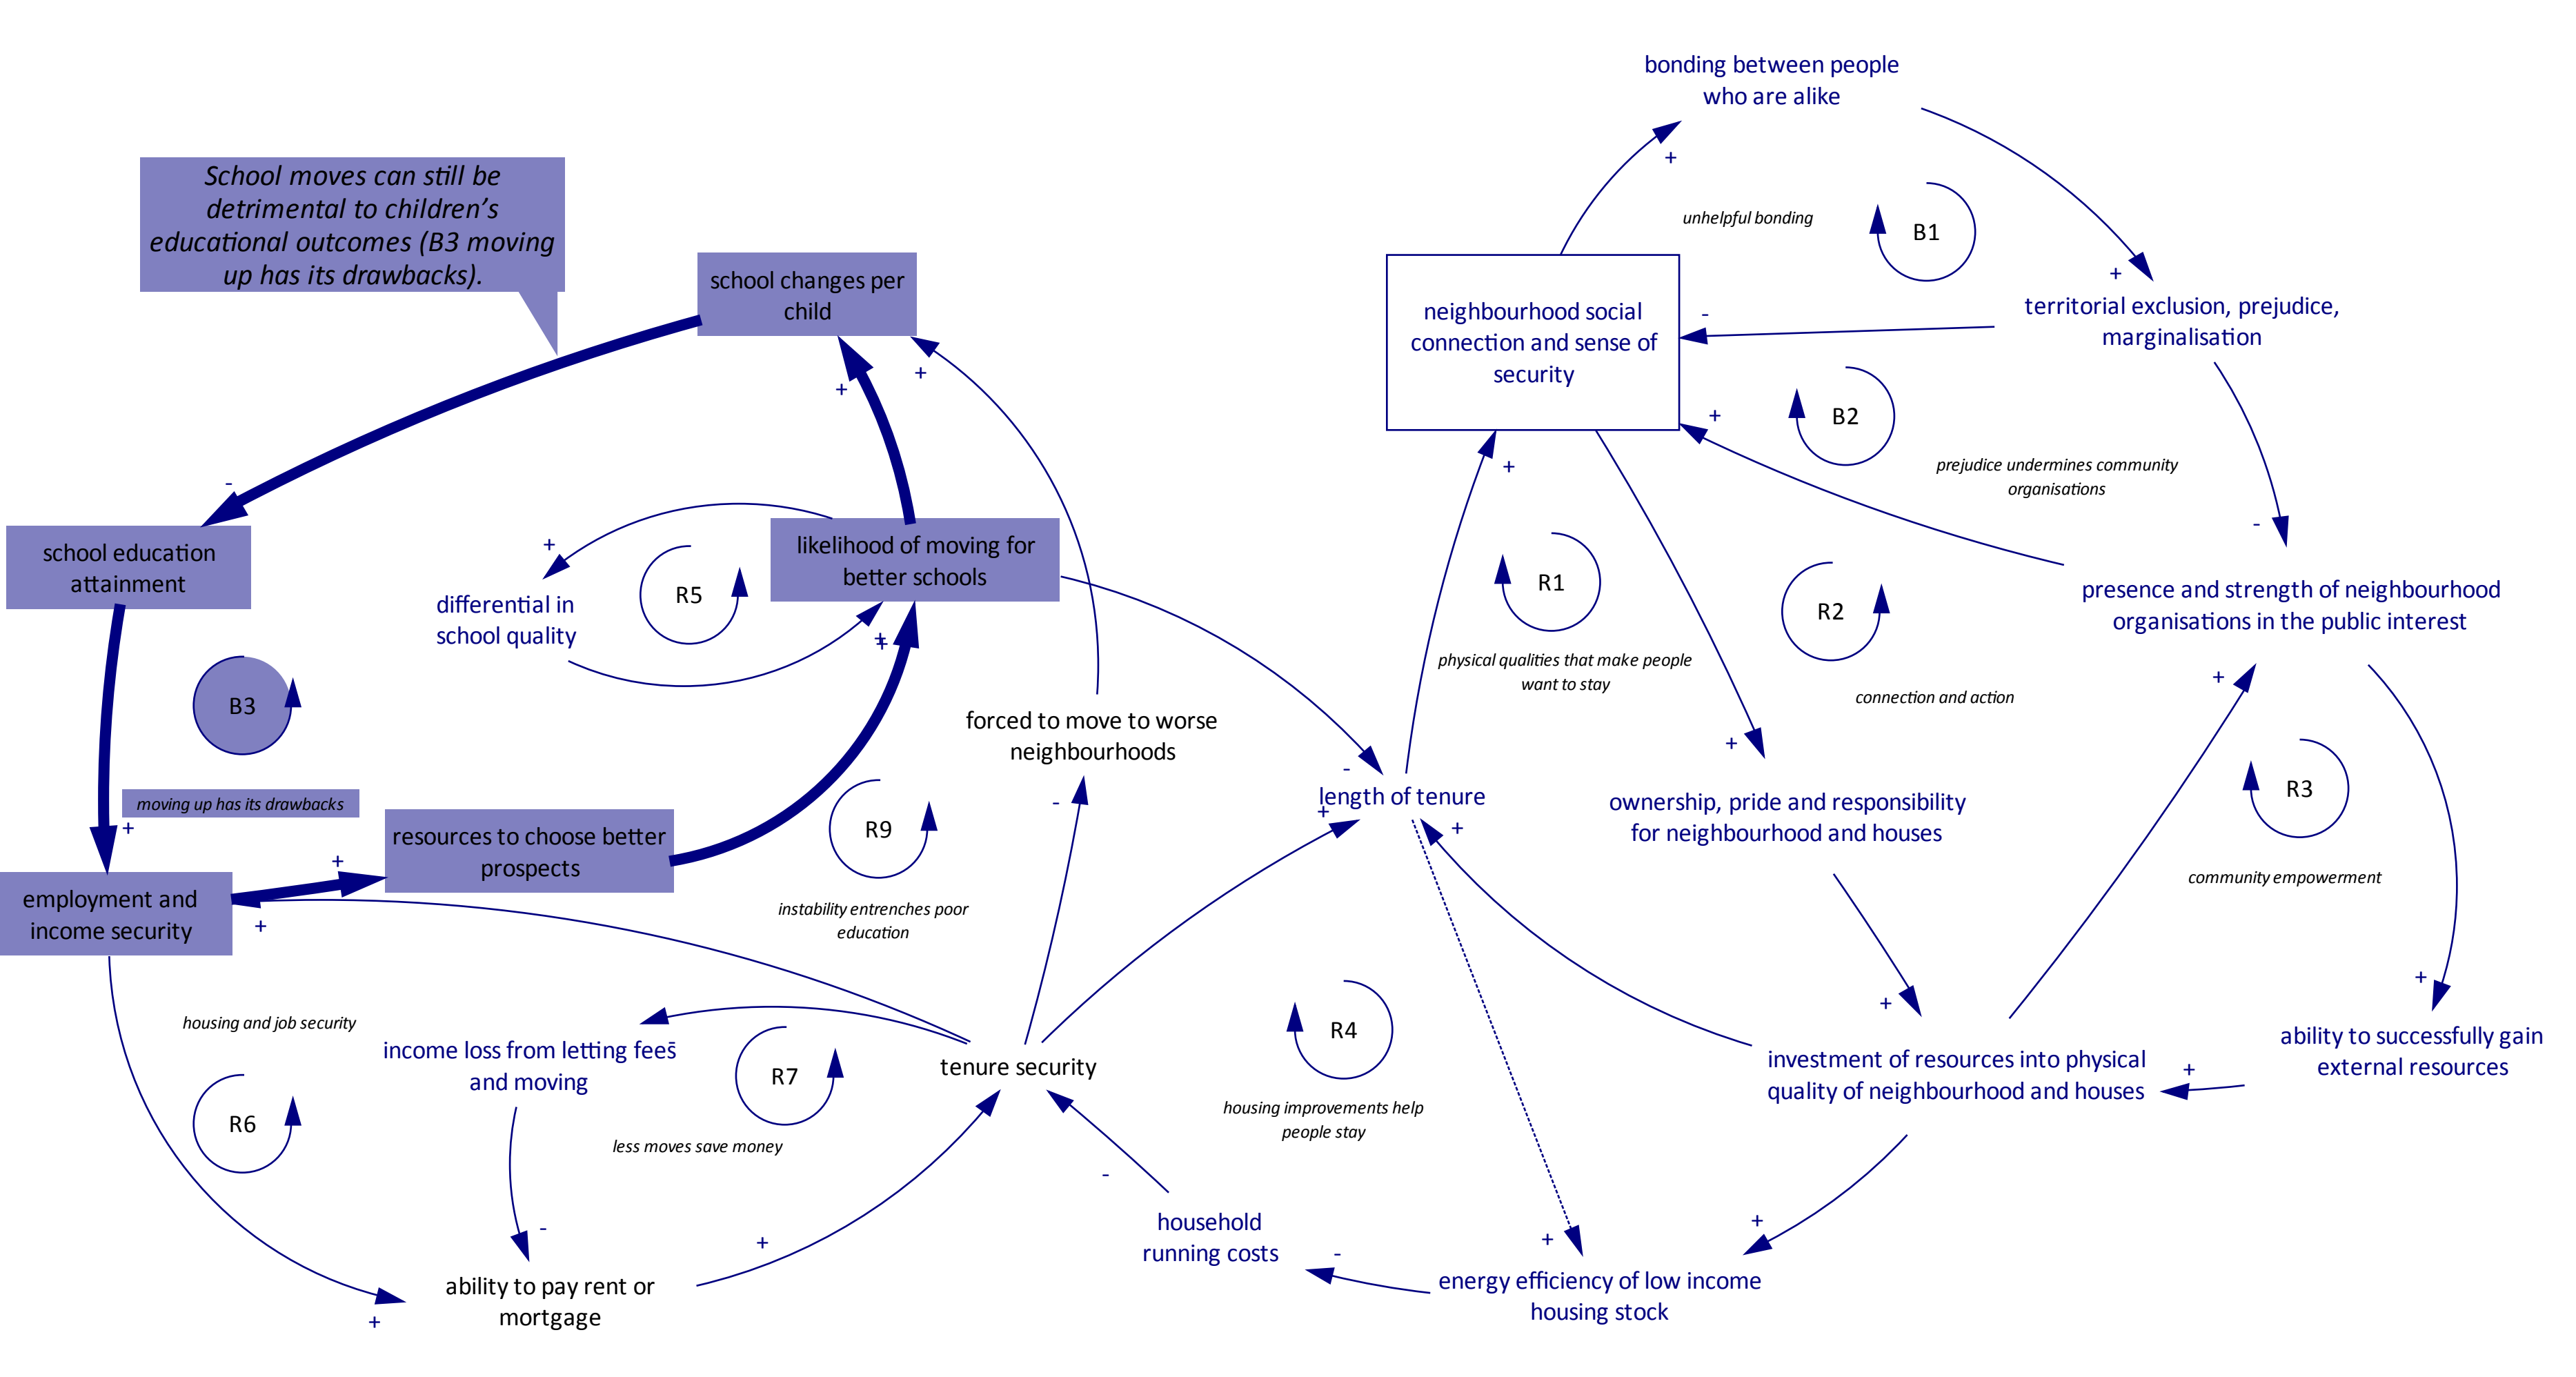 bonding between people
who are alike
+
unhelpful bonding
B1
+
School moves can still be
detrimental to children’s
educational outcomes (B3 moving
up has its drawbacks).
school changes per
child
+
+
-
neighbourhood social
connection and sense of
security
-
territorial exclusion, prejudice,
marginalisation
+
B2
prejudice undermines community
organisations
-
+
school education
attainment
+
differential in
school quality
R5
likelihood of moving for
better schools
+
+
R1
physical qualities that make people
want to stay
R2
connection and action
presence and strength of neighbourhood
organisations in the public interest
+
B3
moving up has its drawbacks
+
forced to move to worse
neighbourhoods
-
-
length of tenure
+
+
+
ownership, pride and responsibility
for neighbourhood and houses
R3
community empowerment
resources to choose better
prospects
+
R9
instability entrenches poor
education
employment and
income security
+
housing and job security
R6
income loss from letting fees
and moving
-
R7
less moves save money
tenure security
R4
housing improvements help
people stay
+
investment of resources into physical
quality of neighbourhood and houses
+
+
ability to successfully gain
external resources
-
household
running costs
-
+
+
energy efficiency of low income
housing stock
-
+
ability to pay rent or
mortgage
+